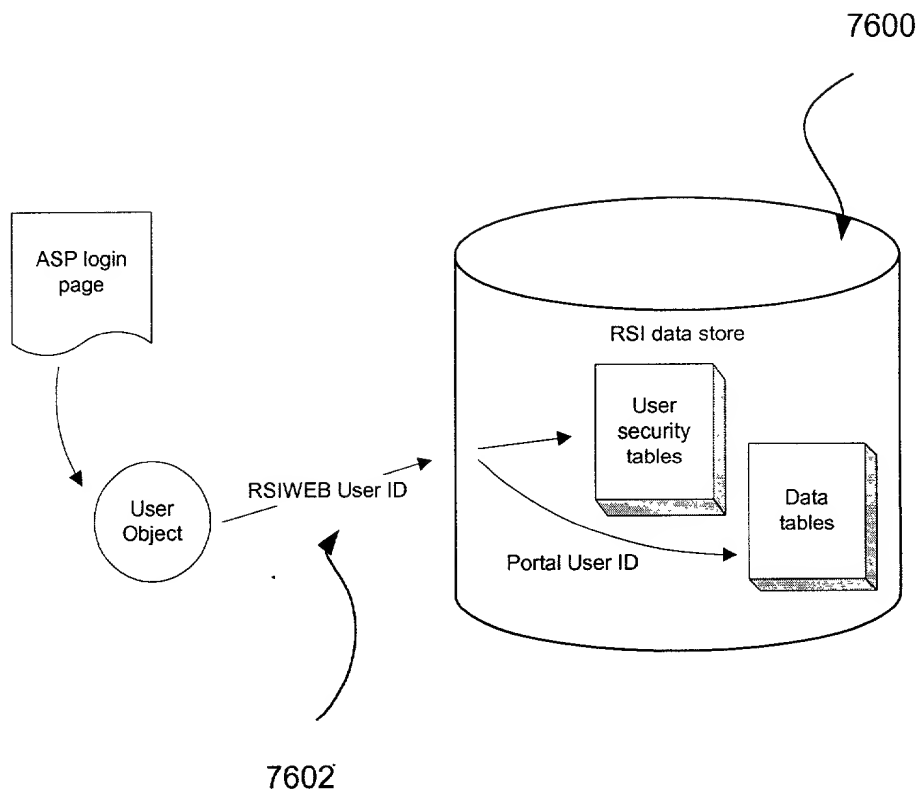 7600
ASP login
page
RSI data store
User
security
tables
RSIWEB User ID
User
Object
Data
tables
Portal User ID
7602